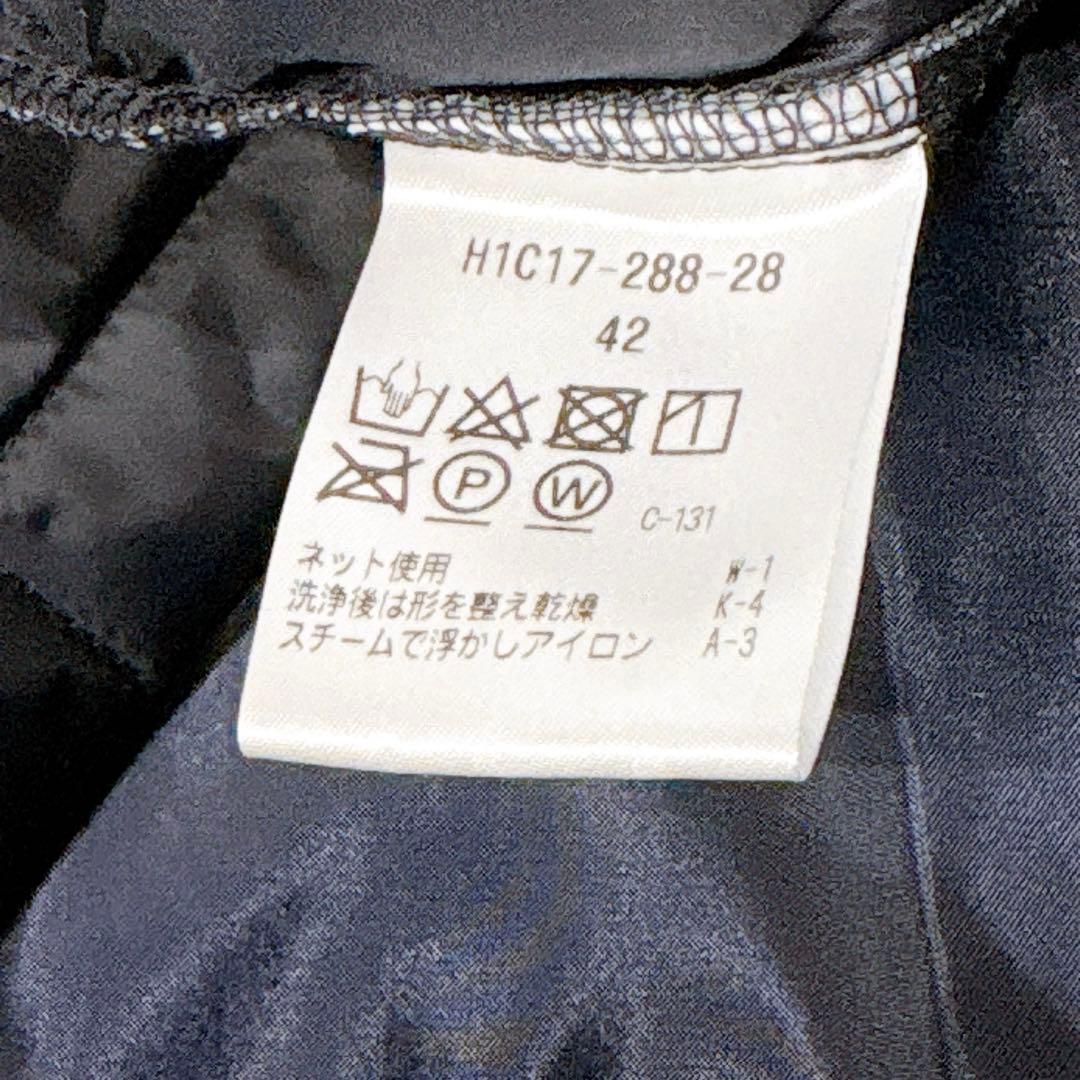 H1C17-288-28
42
P W C-131
ネット使用 W-1
洗浄後は形を整え乾燥 K-4
スチームで浮かしアイロン A-3